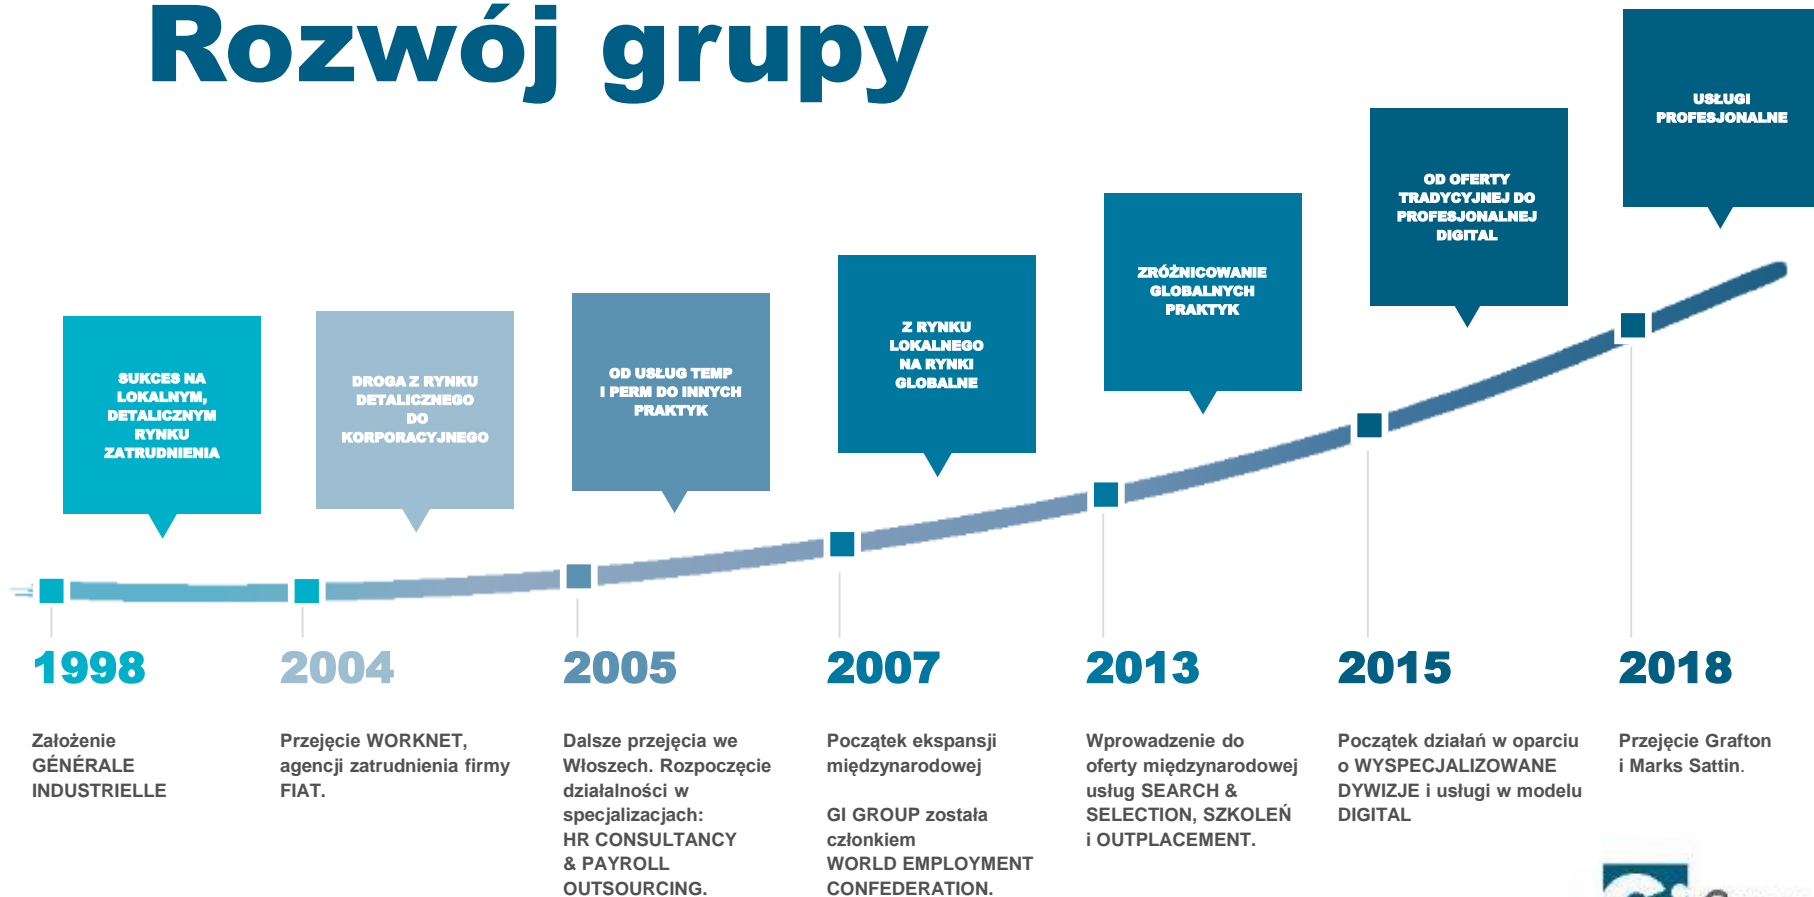 Rozwój grupy
USŁUGI
PROFESJONALNE
OD OFERTY
TRADYCYJNEJ DO
PROFESJONALNEJ
DIGITAL
ZRÓŻNICOWANIE
GLOBALNYCH
PRAKTYK
Z RYNKU
LOKALNEGO
NA RYNKI
GLOBALNE
OD USŁUG TEMP
I PERM DO INNYCH
PRAKTYK
DROGA Z RYNKU
DETALICZNEGO
DO
KORPORACYJNEGO
SUKCES NA
LOKALNYM,
DETALICZNYM
RYNKU
ZATRUDNIENIA
1998
Założenie
GÉNÉRALE
INDUSTRIELLE
2004
Przejęcie WORKNET,
agencji zatrudnienia firmy
FIAT.
2005
Dalsze przejęcia we
Włoszech. Rozpoczęcie
działalności w
specjalizacjach:
HR CONSULTANCY
& PAYROLL
OUTSOURCING.
2007
Początek ekspansji
międzynarodowej
GI GROUP została
członkiem
WORLD EMPLOYMENT
CONFEDERATION.
2013
Wprowadzenie do
oferty międzynarodowej
usług SEARCH &
SELECTION, SZKOLEŃ
i OUTPLACEMENT.
2015
Początek działań w oparciu
o WYSPECJALIZOWANE
DYWIZJE i usługi w modelu
DIGITAL
2018
Przejęcie Grafton
i Marks Sattin.